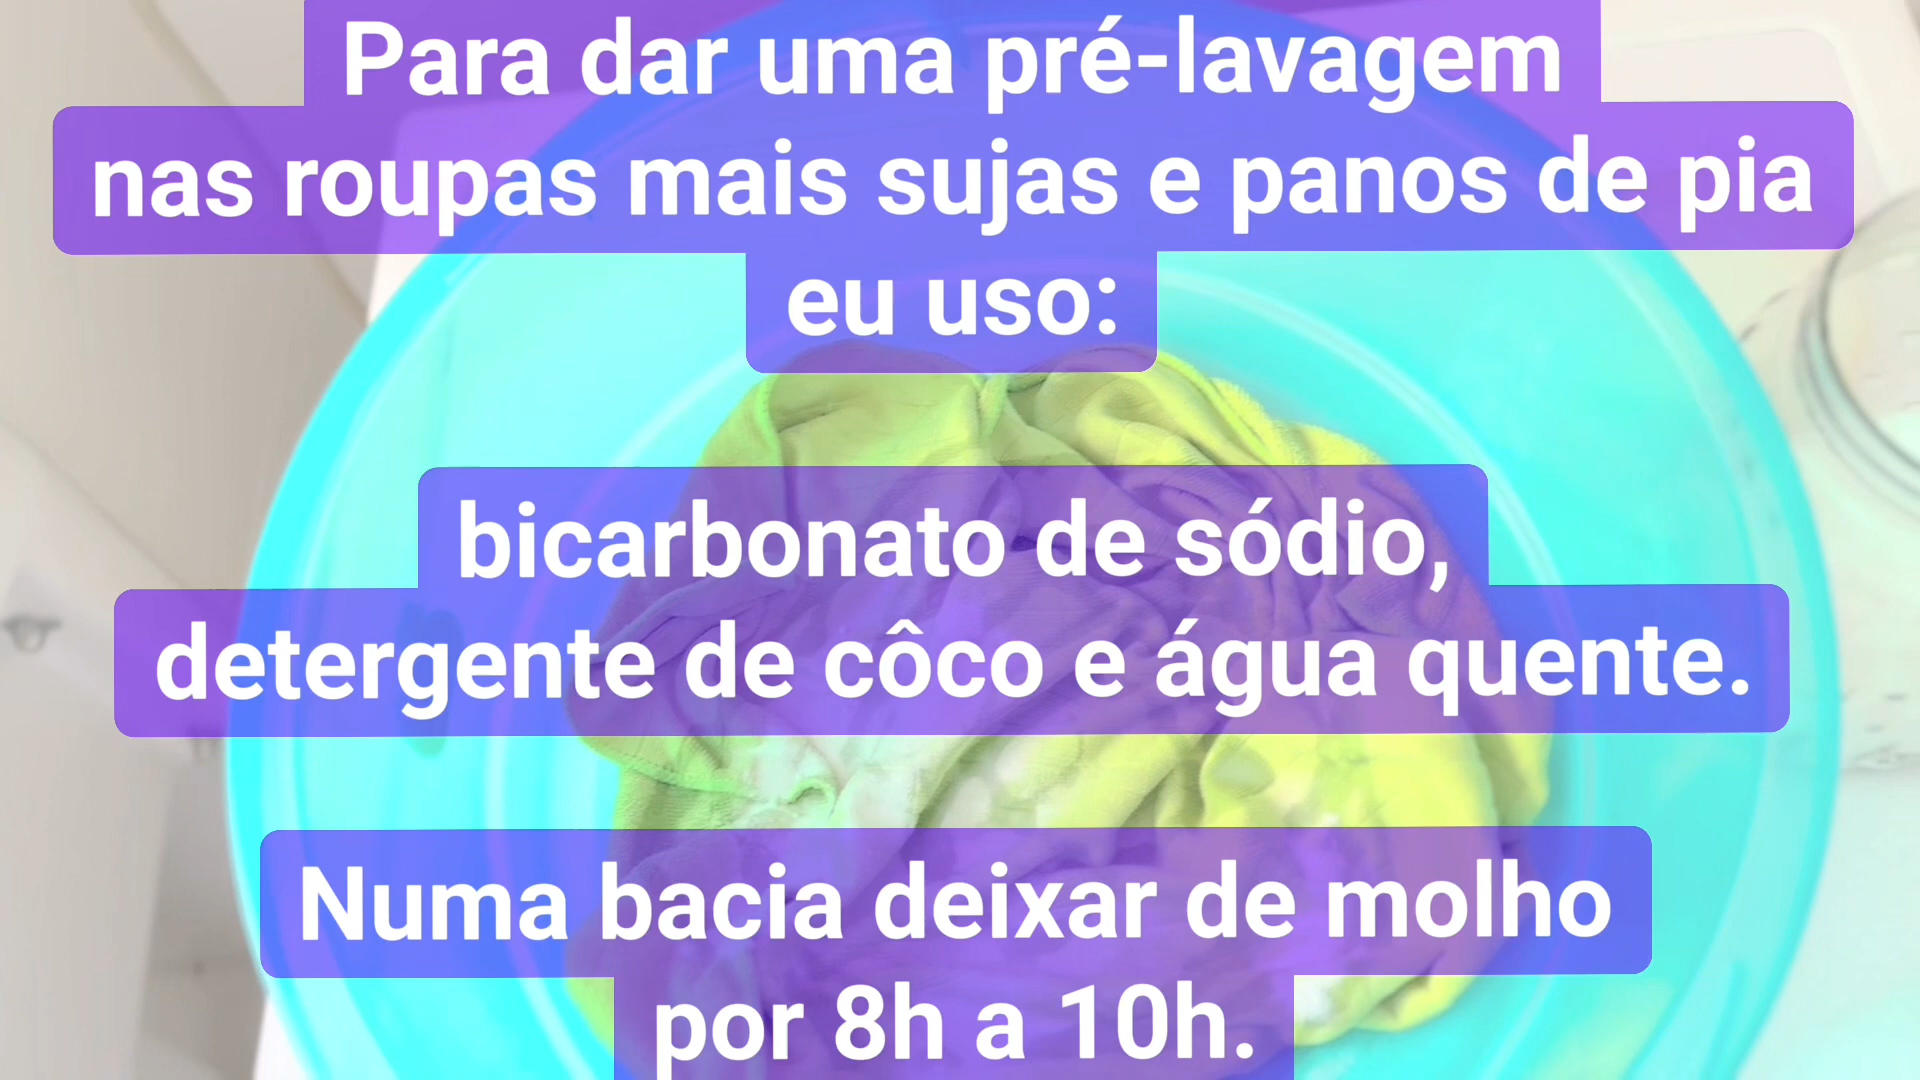 Para dar uma pré-lavagem
nas roupas mais sujas e panos de pia
eu uso:
bicarbonato de sódio,
detergente de côco e água quente.
Numa bacia deixar de molho
por 8h a 10h.